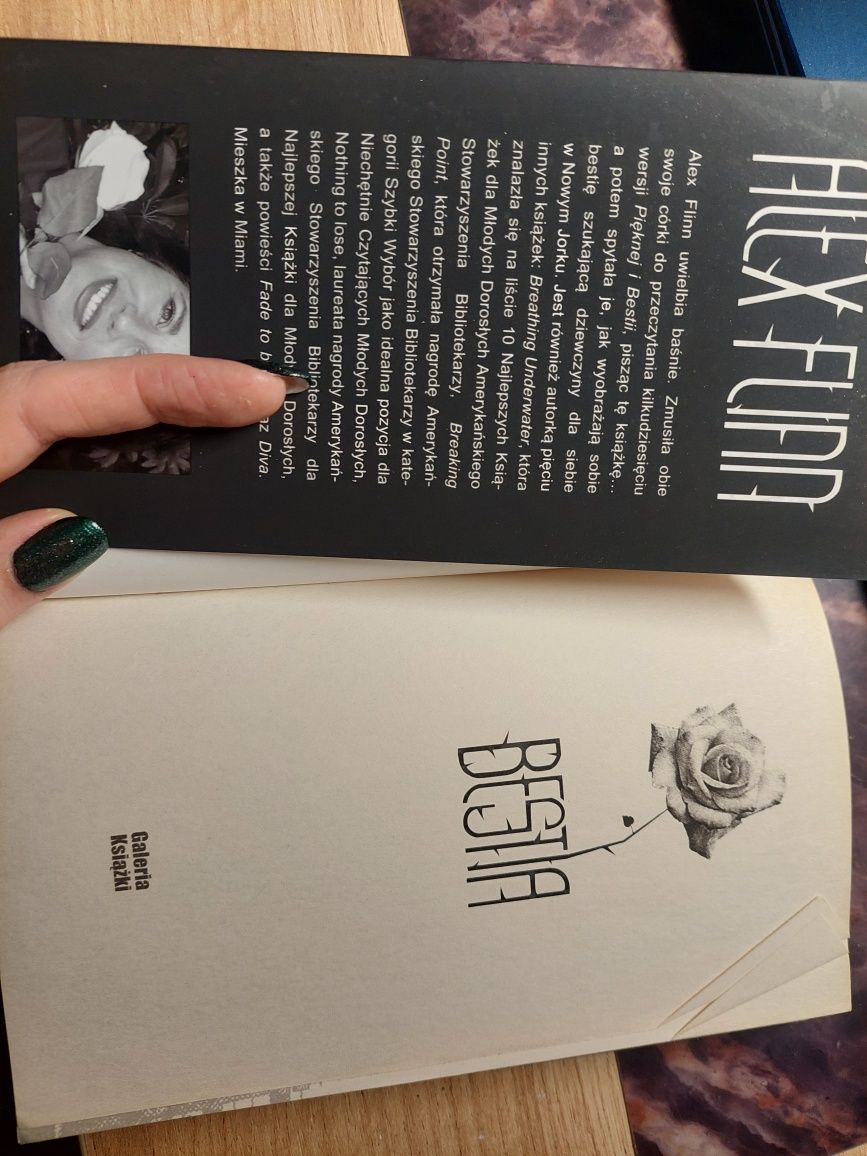 ALEX FLINN
Alex Flinn uwielbia baśnie. Zmusiła obie
swoje córki do przeczytania kilkudziesięciu
wersji Pięknej i Bestii, pisząc tę książkę...
a potem spytała je, jak wyobrażają sobie
bestię szukającą dziewczyny dla siebie
w Nowym Jorku. Jest również autorką pięciu
innych książek: Breathing Underwater, która
znalazła się na liście 10 Najlepszych Ksią-
żek dla Młodych Dorosłych Amerykańskiego
Stowarzyszenia Bibliotekarzy, Breaking
Point, która otrzymała nagrodę Amerykań-
skiego Stowarzyszenia Bibliotekarzy w kate-
gorii Szybki Wybór jako idealna pozycja dla
Niechętnie Czytających Młodych Dorosłych,
Nothing to lose, laureata nagrody Amerykań-
skiego Stowarzyszenia Bibliotekarzy dla
Najlepszej Książki dla Dorosłych,
a także powieści Fade to Diva.
Mieszka w Miami.
BESTIA
Galeria
Książki